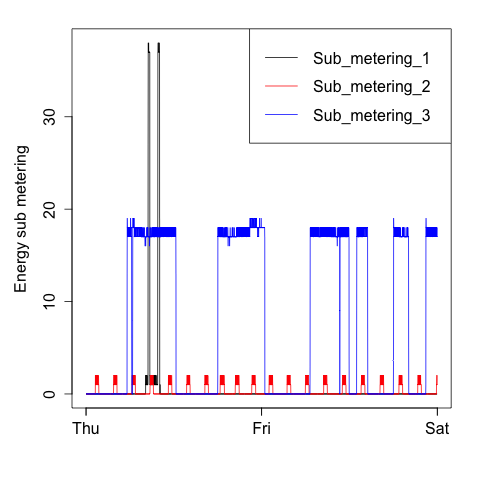 Sub_metering_1
Sub_metering_2
Sub_metering_3
Energy sub metering
30
20
10
0
Thu Fri Sat